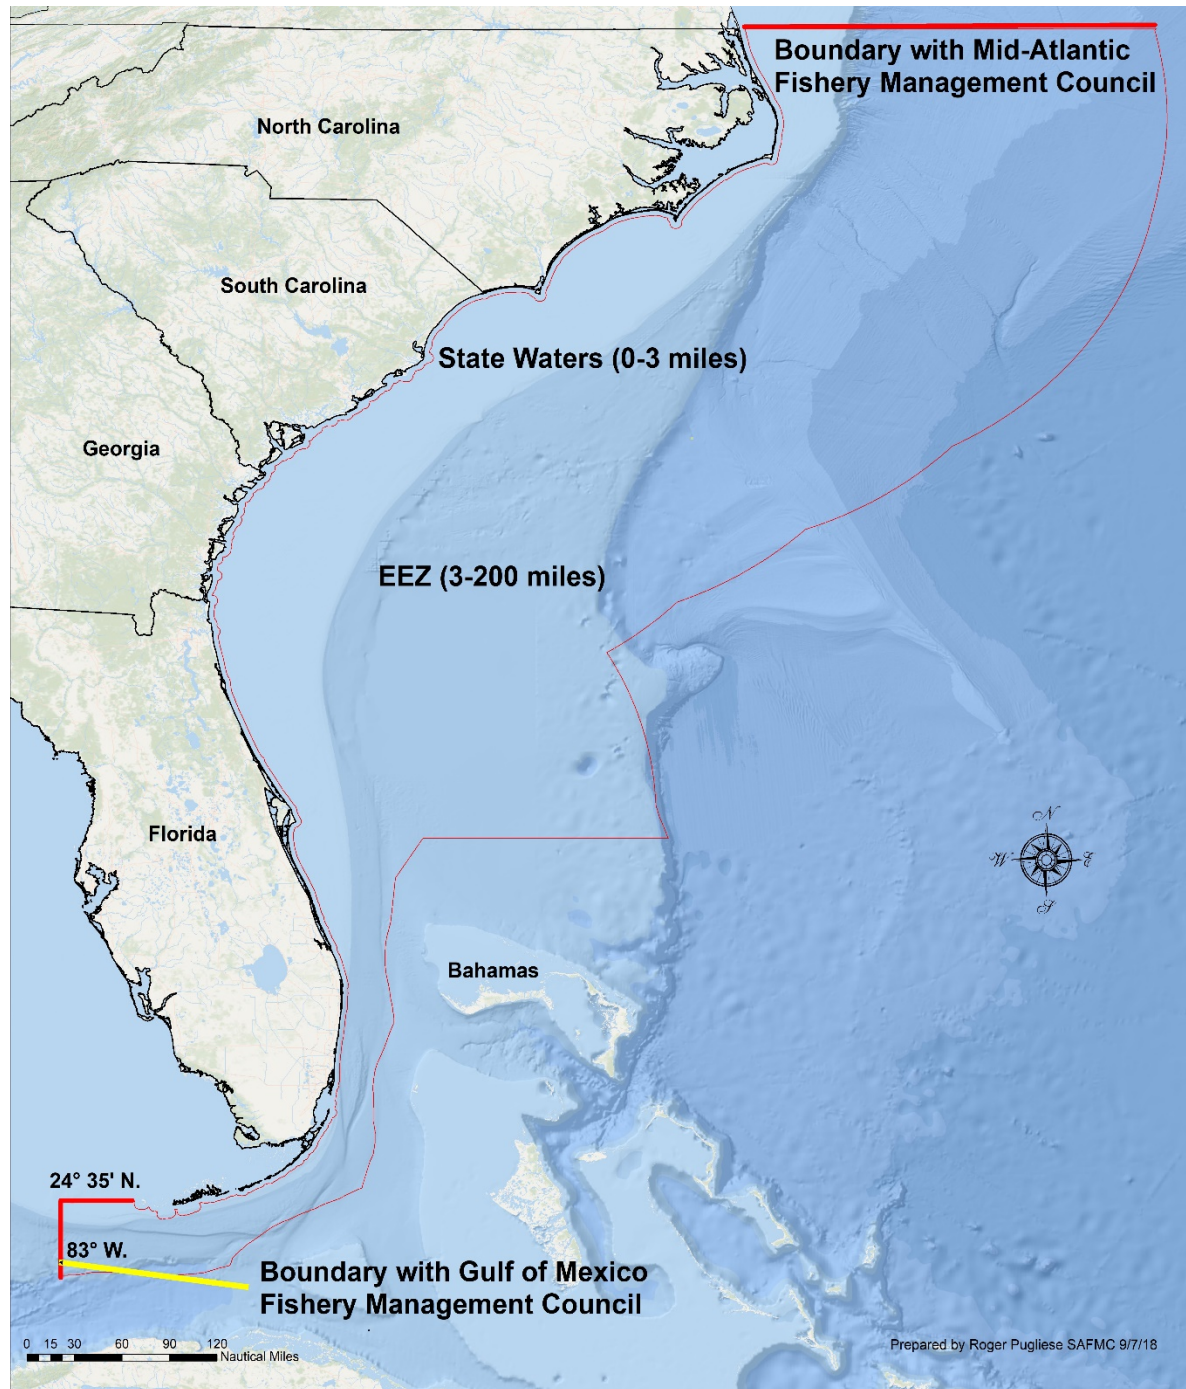 Boundary with Mid-Atlantic
Fishery Management Council
North Carolina
South Carolina
State Waters (0-3 miles)
Georgia
EEZ (3-200 miles)
Florida
N
W
E
S
Bahamas
24° 35' N.
83° W.
Boundary with Gulf of Mexico
Fishery Management Council
0 15 30 60 90 120
Nautical Miles
Prepared by Roger Pugliese SAFMC 9/7/18